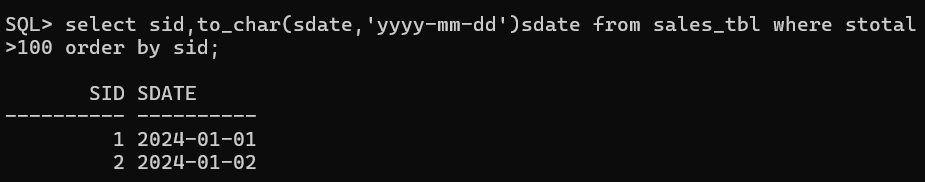 SQL> select sid,to_char(sdate,'yyyy-mm-dd')sdate from sales_tbl where stotal
>100 order by sid;

       SID SDATE
---------- ----------
         1 2024-01-01
         2 2024-01-02